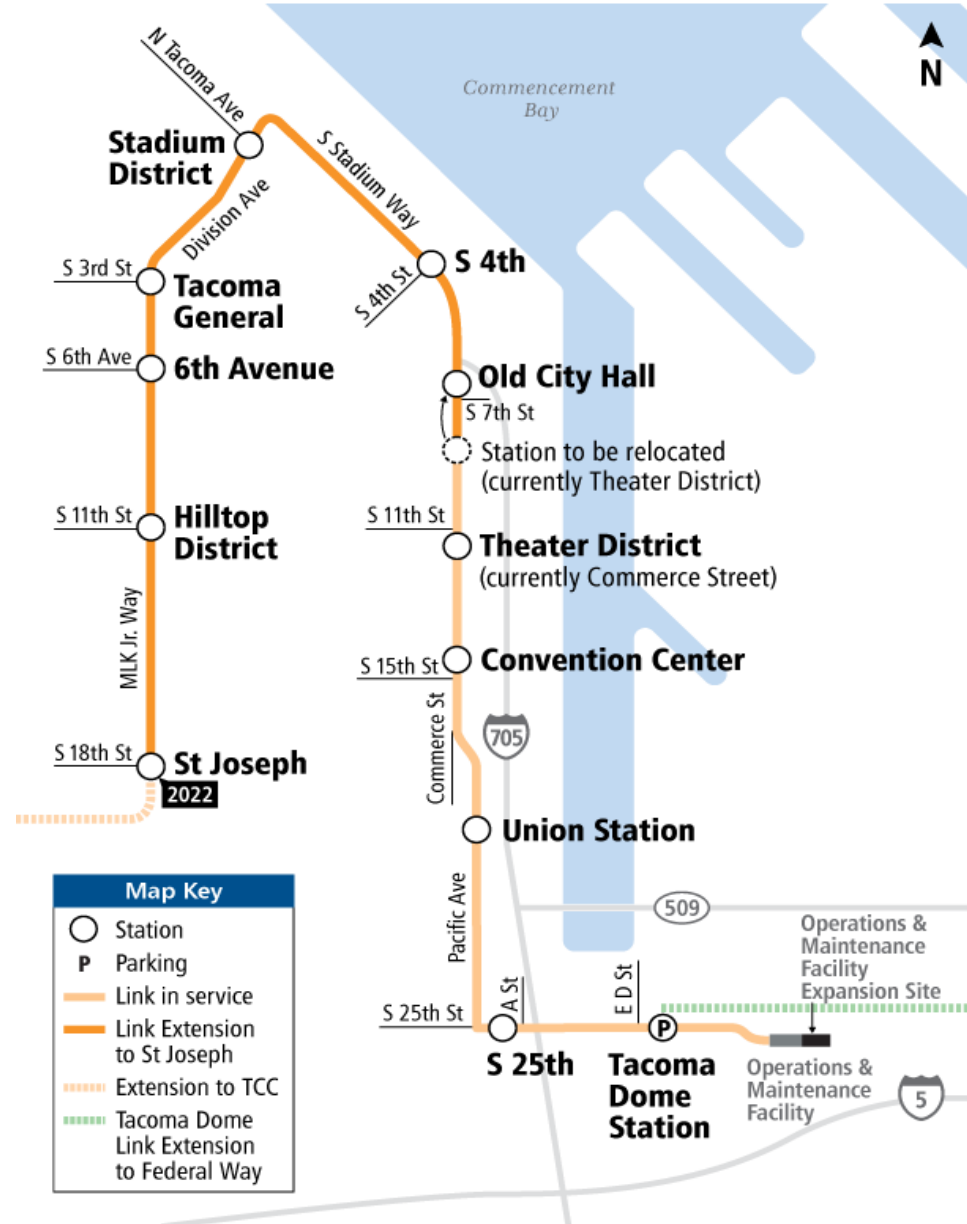 N
Commencement
Bay
N Tacoma Ave
Stadium
District
S Stadium Way
Division Ave
S 4th
S 4th St
S 3rd St
Tacoma
General
S 6th Ave
6th Avenue
Old City Hall
S 7th St
Station to be relocated
(currently Theater District)
S 11th St
Hilltop
District
S 11th St
Theater District
(currently Commerce Street)
MLK Jr. Way
S 15th St
Convention Center
Commerce St
705
S 18th St
St Joseph
2022
Union Station
Pacific Ave
509
Operations &
Maintenance
Facility
Expansion Site
A St
E D St
S 25th St
P
S 25th
Tacoma
Dome
Station
Operations &
Maintenance
Facility
5
Map Key
Station
P Parking
Link in service
Link Extension
to St Joseph
Extension to TCC
Tacoma Dome
Link Extension
to Federal Way